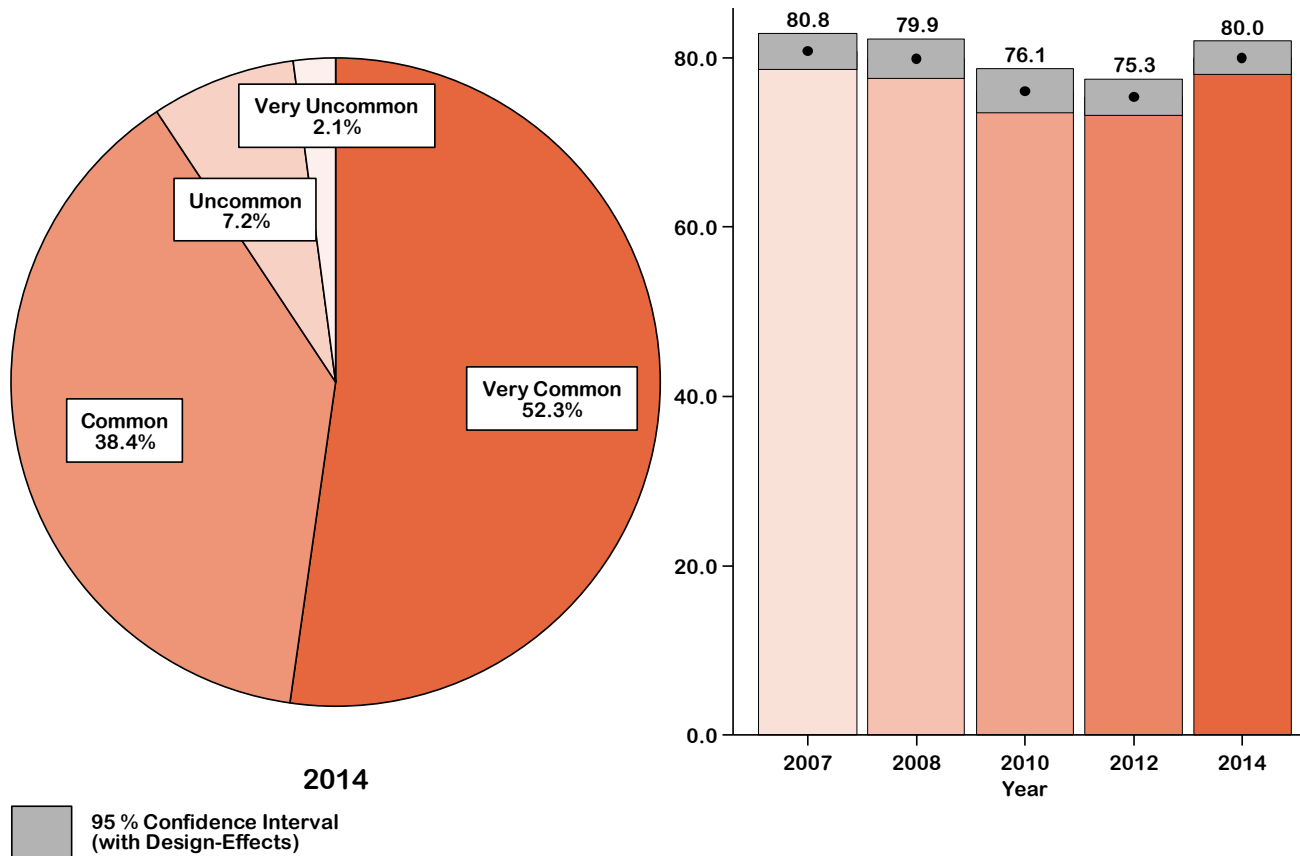 Very Uncommon
2.1%
Uncommon
7.2%
Common
38.4%
Very Common
52.3%
2014
95 % Confidence Interval
(with Design-Effects)
80.8
79.9
76.1
75.3
80.0
80.0
60.0
40.0
20.0
0.0
2007
2008
2010
2012
2014
Year